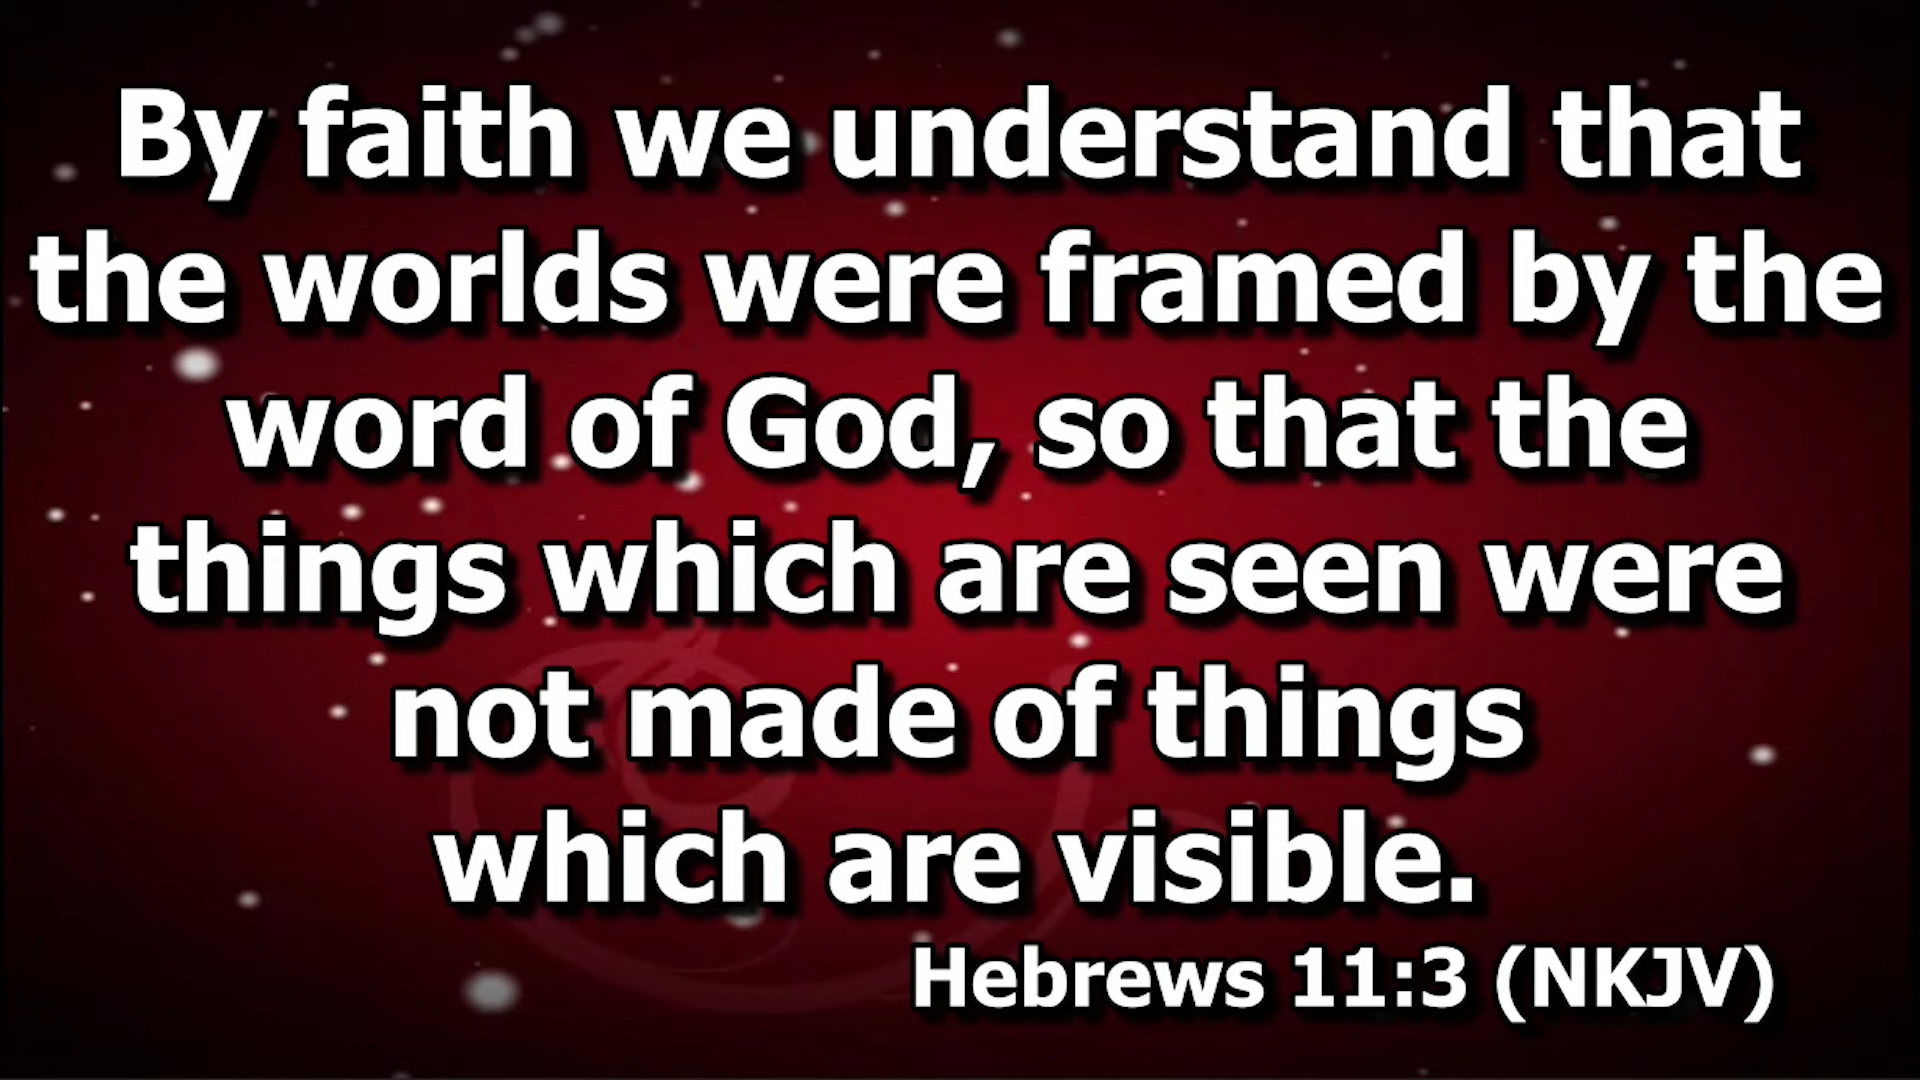 By faith we understand that
the worlds were framed by the
word of God, so that the
things which are seen were
not made of things
which are visible.
Hebrews 11:3 (NKJV)